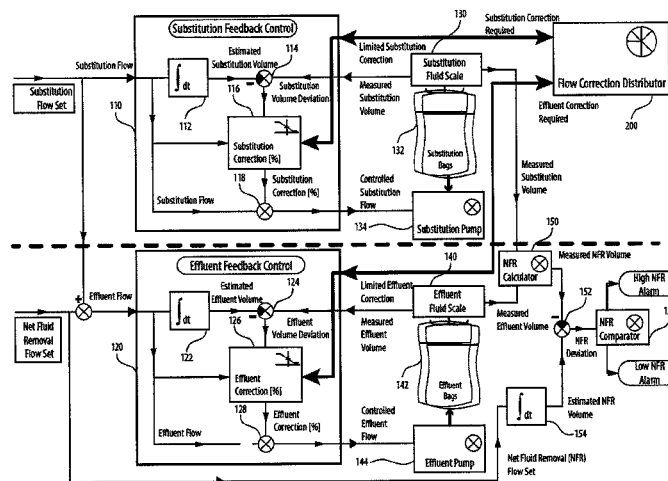 Substitution Feedback Control
Substitution Flow
Substitution Flow Set
∫ dt
112
110
Estimated Substitution Volume
114
116
Substitution Volume Deviation
Substitution Correction [%]
118
Substitution Correction [%]
Substitution Flow
Limited Substitution Correction
Measured Substitution Volume
Controlled Substitution Flow
130
Substitution Fluid Scale
132
Substitution Bags
134
Substitution Pump
Substitution Correction Required
Flow Correction Distributor
Effluent Correction Required
200
Measured Substitution Volume
150
NFR Calculator
Measured NFR Volume
Effluent Feedback Control
+
Effluent Flow
Net Fluid Removal Flow Set
∫ dt
122
120
Estimated Effluent Volume
124
126
Effluent Volume Deviation
Effluent Correction [%]
128
Effluent Correction [%]
Effluent Flow
Limited Effluent Correction
Measured Effluent Volume
Controlled Effluent Flow
140
Effluent Fluid Scale
Measured Effluent Volume
142
Effluent Bags
144
Effluent Pump
152
NFR Deviation
High NFR Alarm
NFR Comparator
Low NFR Alarm
∫ dt
154
Estimated NFR Volume
Net Fluid Removal (NFR) Flow Set